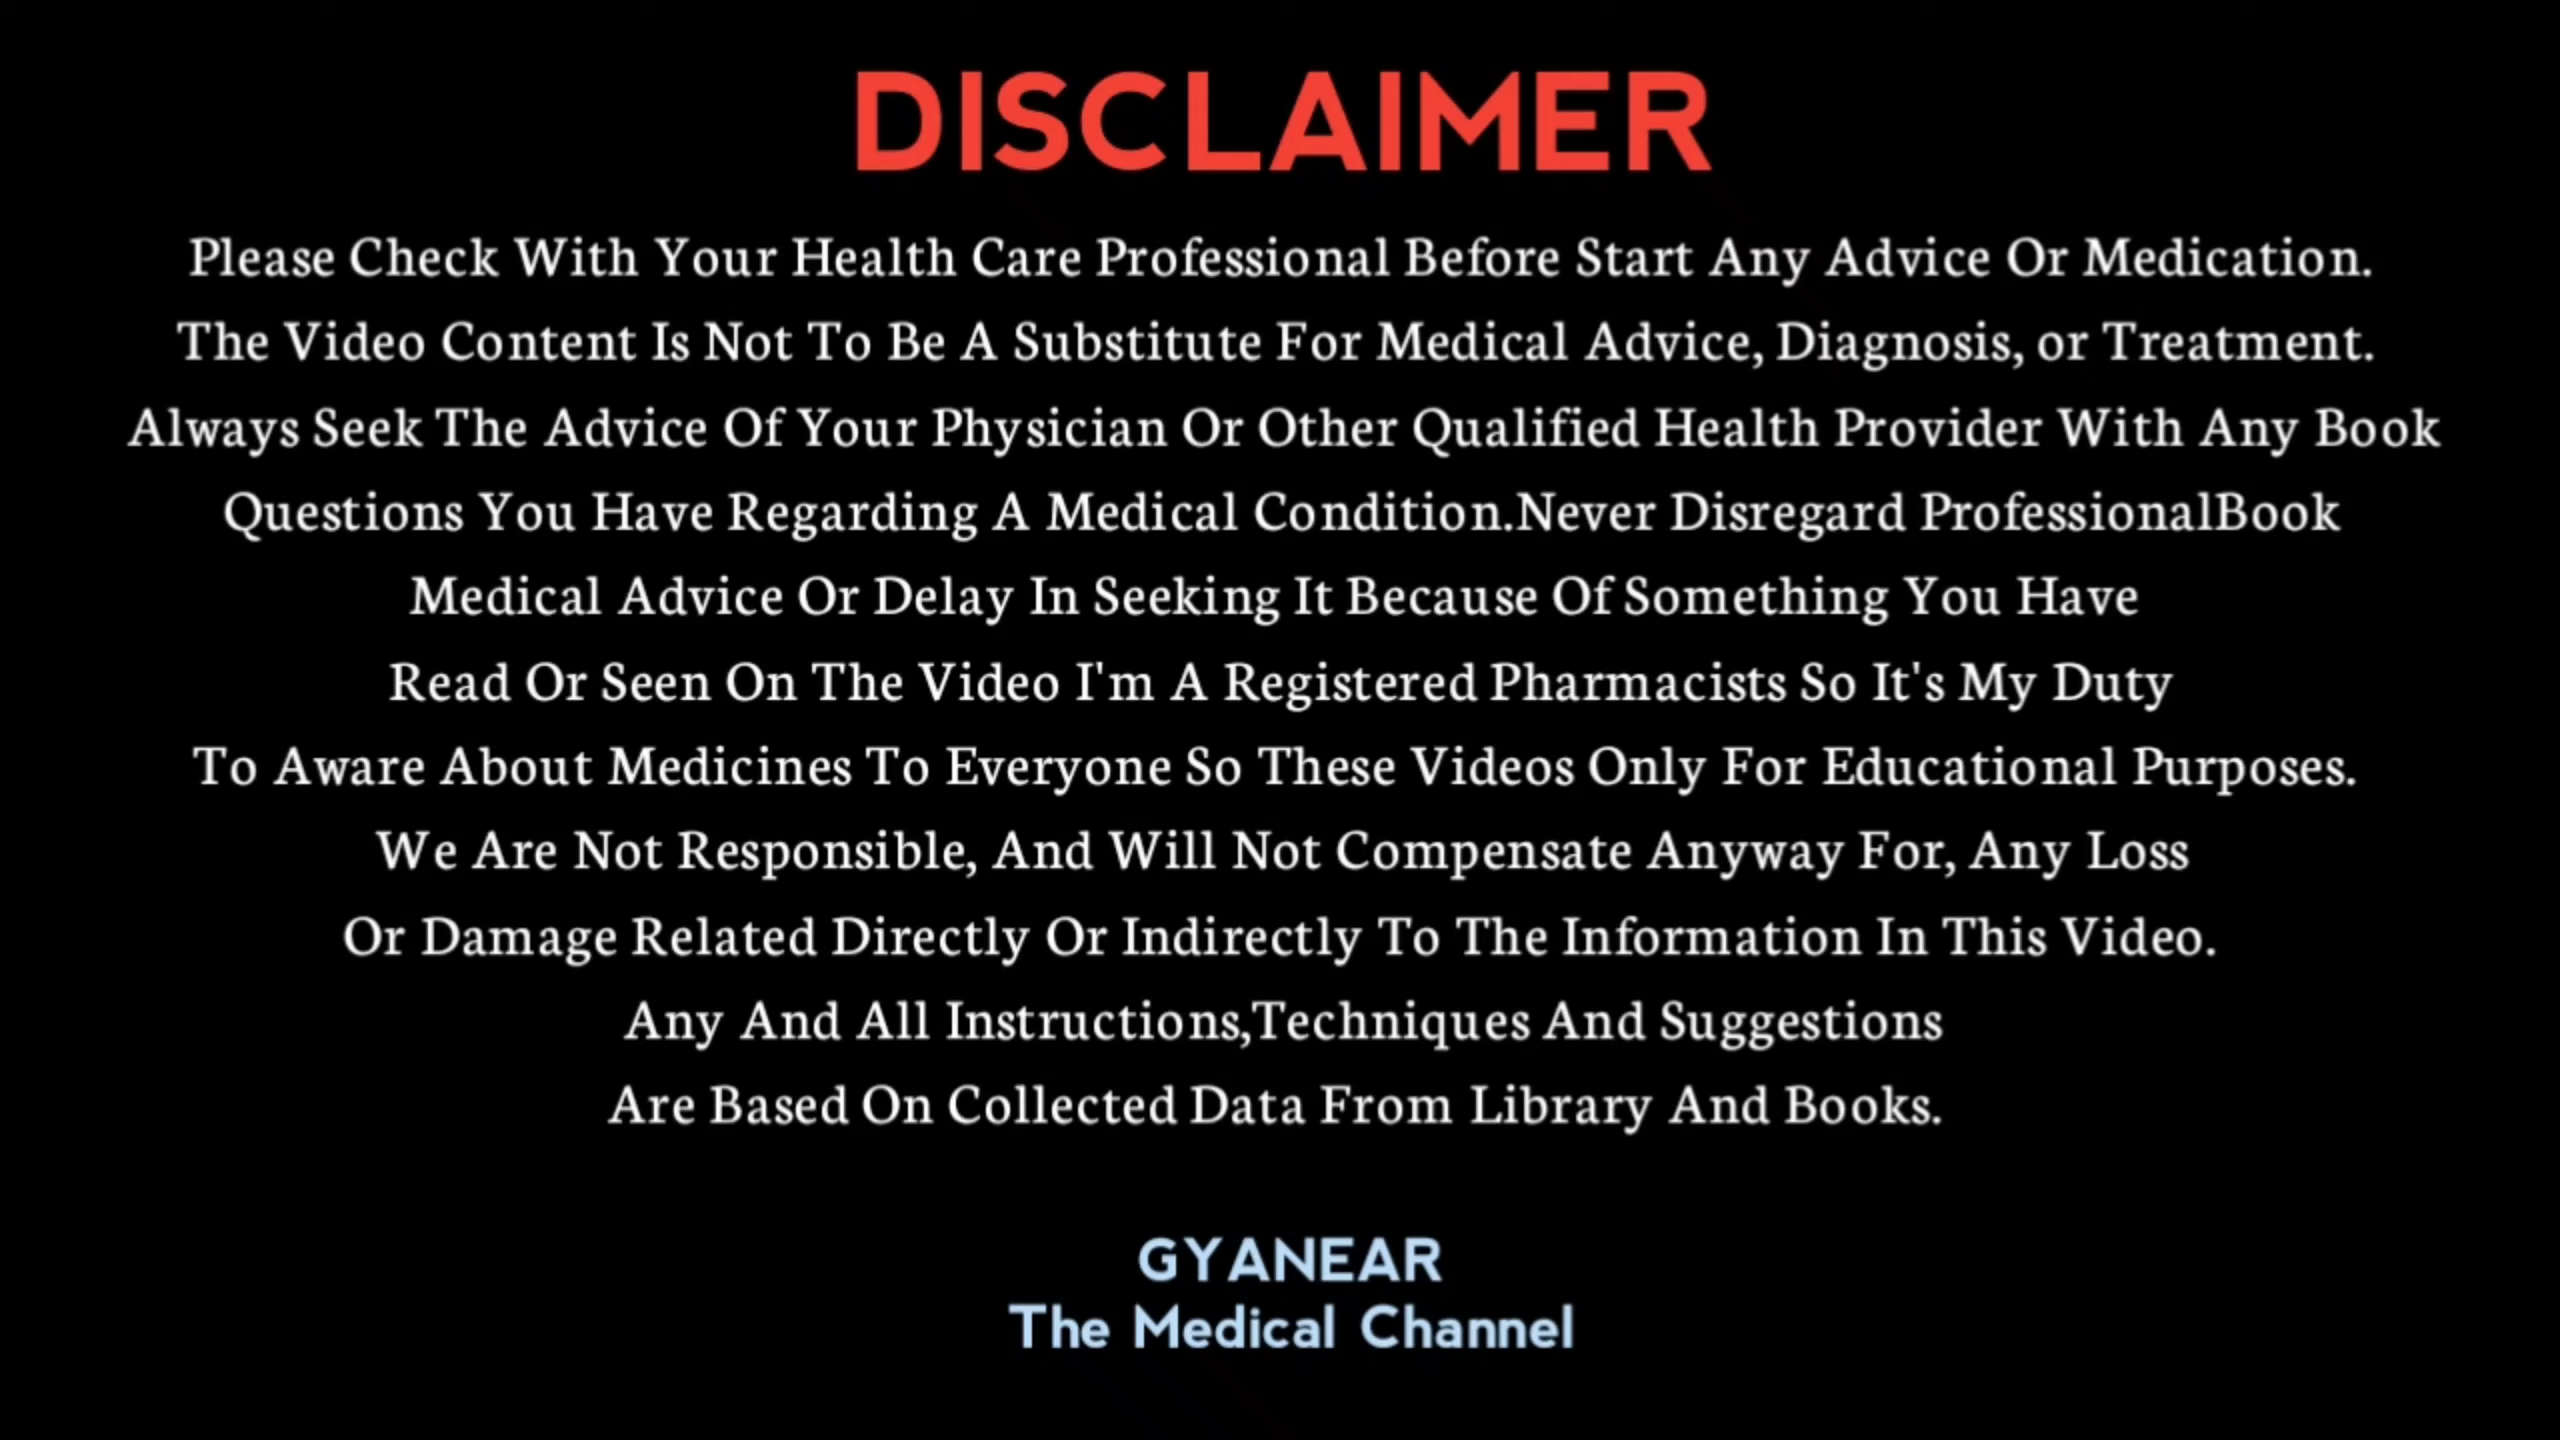 DISCLAIMER
Please Check With Your Health Care Professional Before Start Any Advice Or Medication.
The Video Content Is Not To Be A Substitute For Medical Advice, Diagnosis, or Treatment.
Always Seek The Advice Of Your Physician Or Other Qualified Health Provider With Any Book
Questions You Have Regarding A Medical Condition.Never Disregard ProfessionalBook
Medical Advice Or Delay In Seeking It Because Of Something You Have
Read Or Seen On The Video I'm A Registered Pharmacists So It's My Duty
To Aware About Medicines To Everyone So These Videos Only For Educational Purposes.
We Are Not Responsible, And Will Not Compensate Anyway For, Any Loss
Or Damage Related Directly Or Indirectly To The Information In This Video.
Any And All Instructions,Techniques And Suggestions
Are Based On Collected Data From Library And Books.
GYANEAR
The Medical Channel